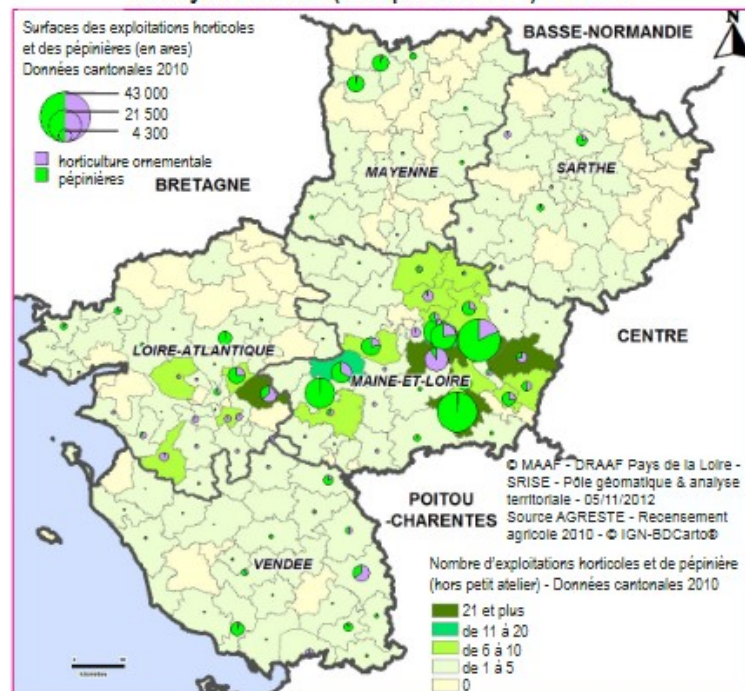 Surfaces des exploitations horticoles
et des pépinières (en ares)
Données cantonales 2010
43 000
21 500
4 300
horticulture ornementale
pépinières
BASSE-NORMANDIE
N
BRETAGNE
MAYENNE
SARTHE
CENTRE
LOIRE-ATLANTIQUE
MAINE-ET-LOIRE
POITOU
-CHARENTES
VENDEE
© MAAF - DRAAF Pays de la Loire -
SRISE - Pôle géomatique & analyse
territoriale - 05/11/2012
Source AGRESTE - Recensement
agricole 2010 - © IGN-BDCarto®
Nombre d'exploitations horticoles et de pépinière
(hors petit atelier) - Données cantonales 2010
21 et plus
de 11 à 20
de 6 à 10
de 1 à 5
0